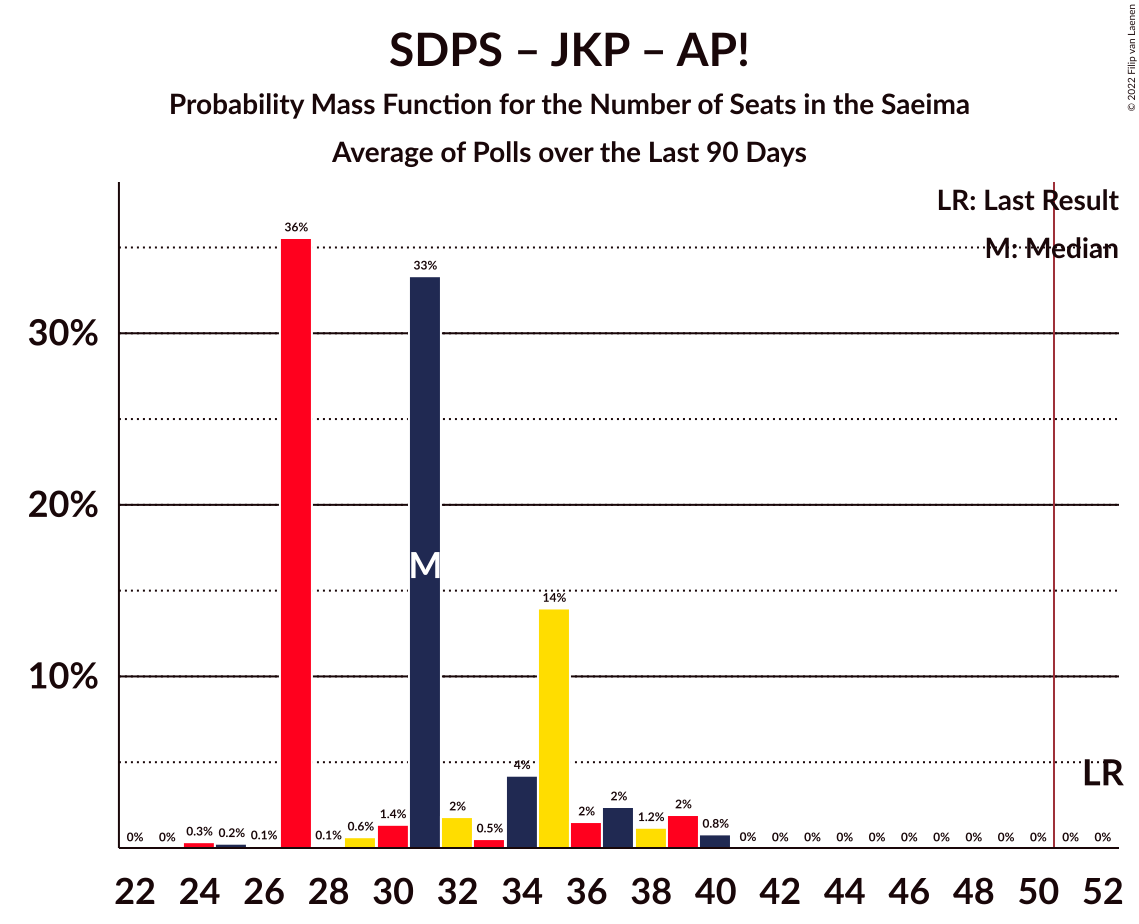 SDPS – JKP – AP!
Probability Mass Function for the Number of Seats in the Saeima
Average of Polls over the Last 90 Days
© 2022 Filip van Laenen
LR: Last Result
M: Median
30%
20%
10%
0% 0% 0.3% 0.2% 0.1% 36% 0.1% 0.6% 1.4% 33% 2% 0.5% 4% 14% 2% 2% 1.2% 2% 0.8% 0% 0% 0% 0% 0% 0% 0% 0% 0% 0% 0% 0%
M
LR
22 24 26 28 30 32 34 36 38 40 42 44 46 48 50 52